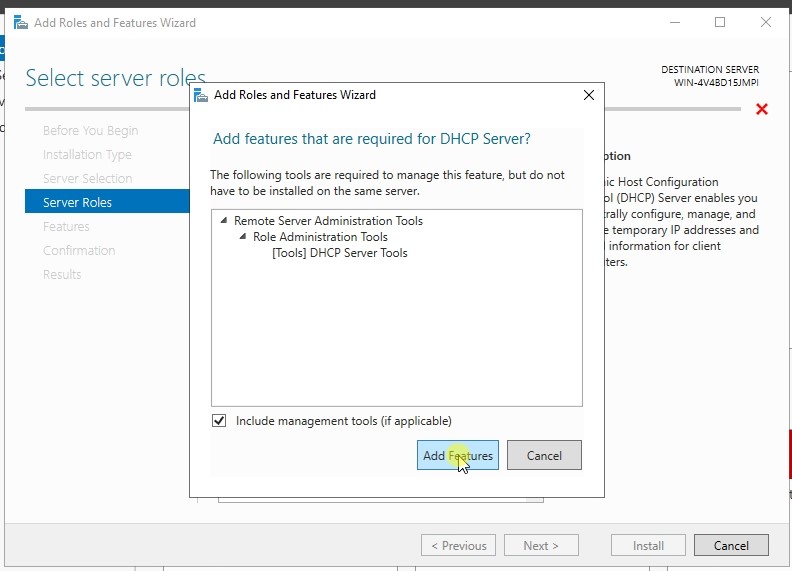 Add Roles and Features Wizard
Select server roles
DESTINATION SERVER
WIN-4V4BD15JMPI
Before You Begin
Installation Type
Server Selection
Server Roles
Features
Confirmation
Results
Add Roles and Features Wizard
Add features that are required for DHCP Server?
The following tools are required to manage this feature, but do not
have to be installed on the same server.
Remote Server Administration Tools
Role Administration Tools
[Tools] DHCP Server Tools
Include management tools (if applicable)
Add Features
Cancel
Host Configuration
(DHCP) Server enables you
configure, manage, and
temporary IP addresses and
information for client
< Previous
Next >
Install
Cancel